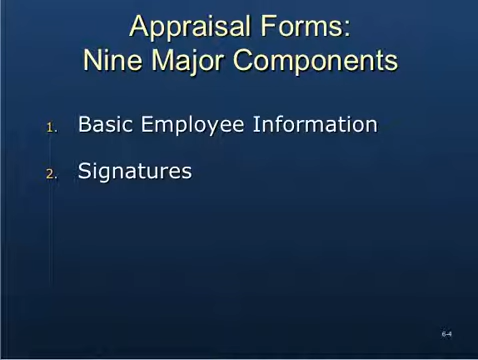 Appraisal Forms:
Nine Major Components
1. Basic Employee Information
2. Signatures
6-4